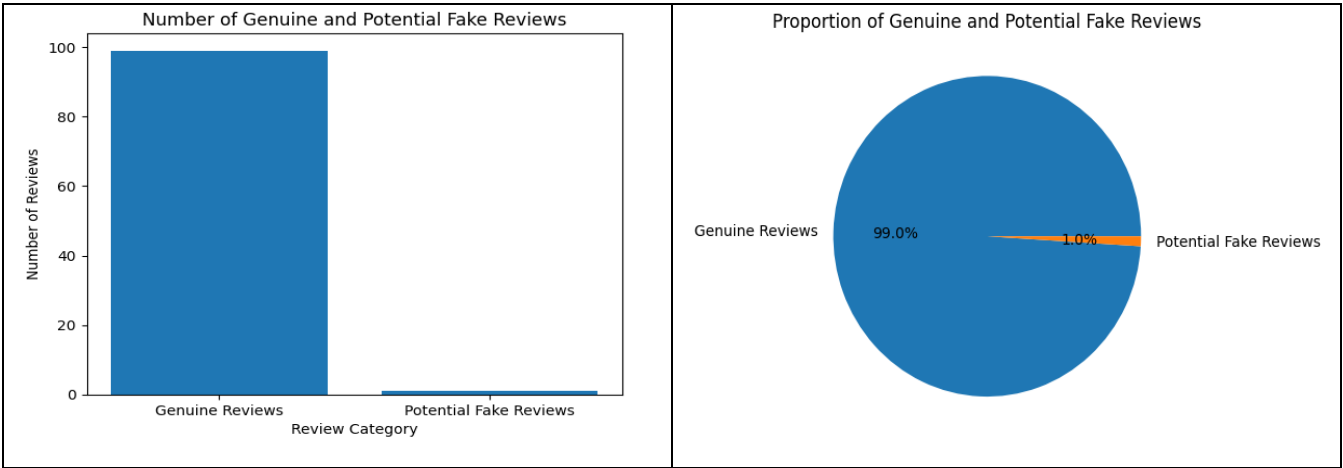 Number of Genuine and Potential Fake Reviews
100
80
60
40
20
0
Number of Reviews
Genuine Reviews
Potential Fake Reviews
Review Category
Proportion of Genuine and Potential Fake Reviews
Genuine Reviews
99.0%
1.0%
Potential Fake Reviews